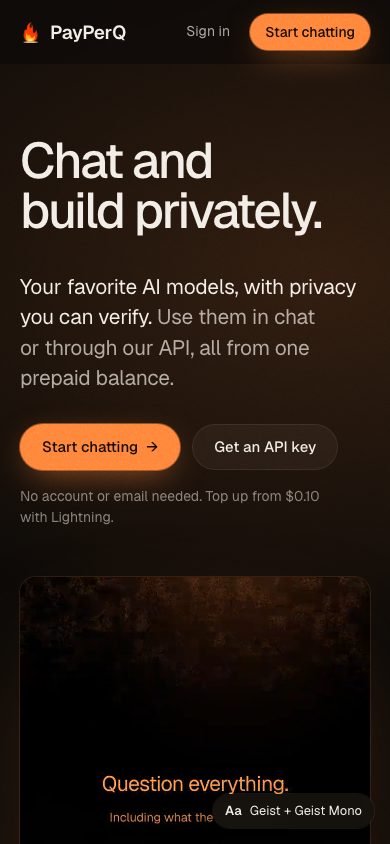 PayPerQ
Sign in
Start chatting
Chat and
build privately.
Your favorite AI models, with privacy
you can verify. Use them in chat
or through our API, all from one
prepaid balance.
Start chatting →
Get an API key
No account or email needed. Top up from $0.10
with Lightning.
Question everything.
Including what the
Aa Geist + Geist Mono